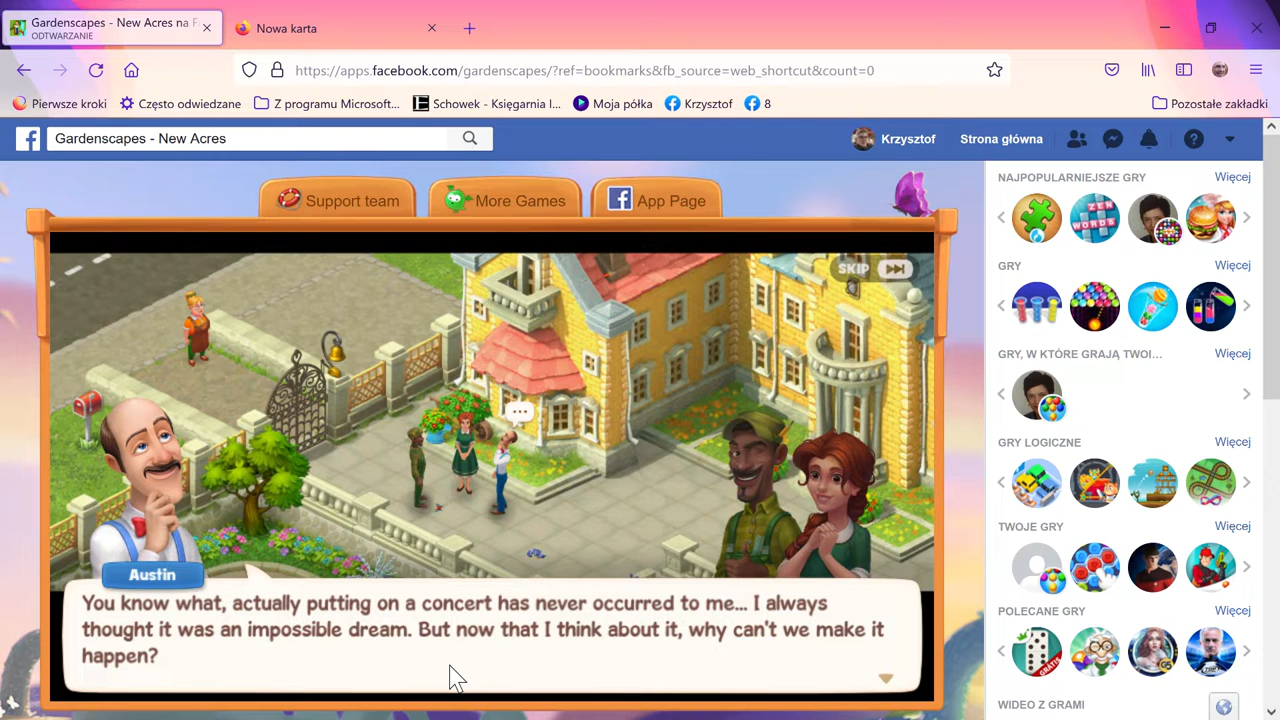 Gardenscapes - New Acres na F
ODTWARZANIE
Nowa karta
https://apps.facebook.com/gardenscapes/?ref=bookmarks&fb_source=web_shortcut&count=0
Pierwsze kroki
Często odwiedzane
Z programu Microsoft...
Schowek - Księgarnia I...
Moja półka
Krzysztof
8
Pozostałe zakładki
Gardenscapes - New Acres
Krzysztof
Strona główna
Support team
More Games
App Page
SKIP
Austin
You know what, actually putting on a concert has never occurred to me... I always
thought it was an impossible dream. But now that I think about it, why can't we make it
happen?
NAJPOPULARNIEJSZE GRY
Więcej
ZEN
WORDS
GRY
Więcej
GRY, W KTÓRE GRAJĄ TWOI...
Więcej
GRY LOGICZNE
Więcej
TWOJE GRY
Więcej
POLECANE GRY
Więcej
GRATIS
WIDEO Z GRAMI